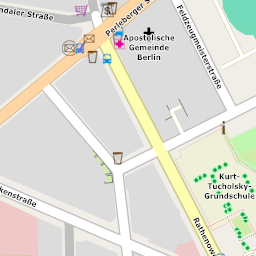 ndaler Straße
Perleberger S
Feldzeugmeisterstraße
Apostolische
Gemeinde
Berlin
Kurt-
Tucholsky-
Grundschule
kenstraße
Rathenow